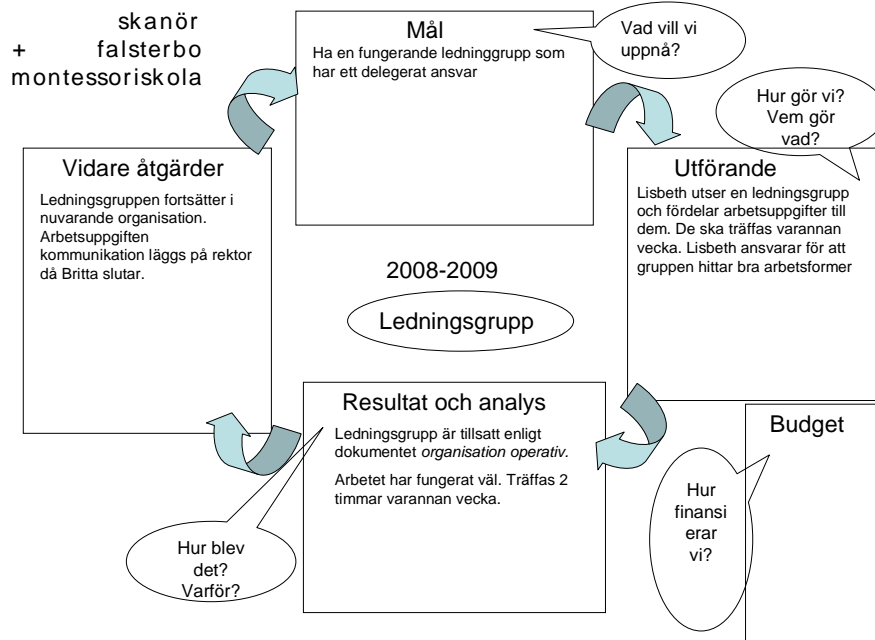 skanör
+ falsterbo
montessoriskola
Mål
Ha en fungerande ledninggrupp som
har ett delegerat ansvar
Vad vill vi
uppnå?
Hur gör vi?
Vem gör
vad?
Vidare åtgärder
Ledningsgruppen fortsätter i
nuvarande organisation.
Arbetsuppgiften
kommunikation läggs på rektor
då Britta slutar.
Utförande
Lisbeth utser en ledningsgrupp
och fördelar arbetsuppgifter till
dem. De ska träffas varannan
vecka. Lisbeth ansvarar för att
gruppen hittar bra arbetsformer
2008-2009
Ledningsgrupp
Resultat och analys
Ledningsgrupp är tillsatt enligt
dokumentet organisation operativ.
Arbetet har fungerat väl. Träffas 2
timmar varannan vecka.
Hur blev
det?
Varför?
Budget
Hur
finansi
erar
vi?